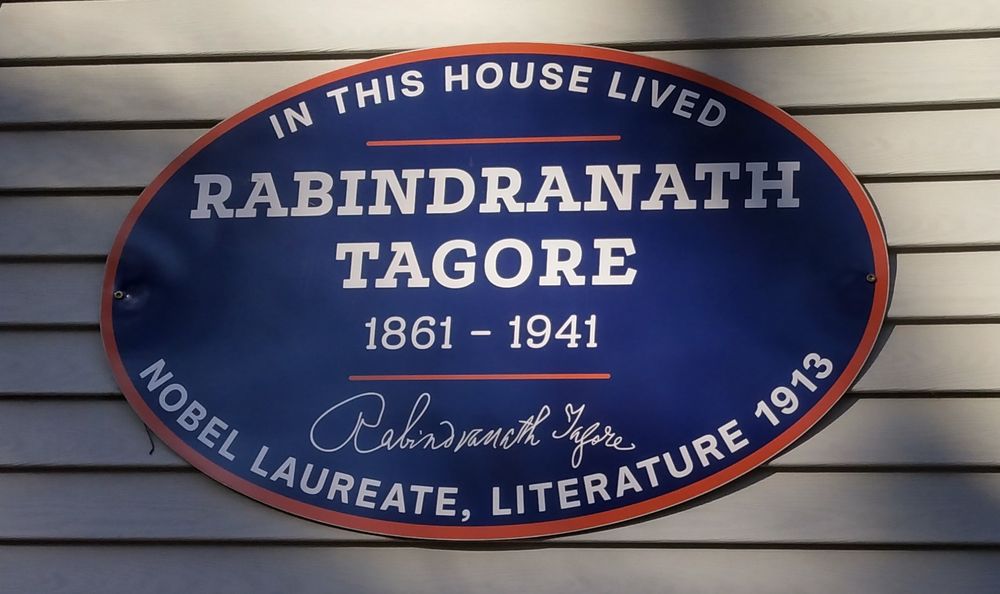 IN THIS HOUSE LIVED
RABINDRANATH
TAGORE
1861 – 1941
Rabindranath Tagore
NOBEL LAUREATE, LITERATURE 1913